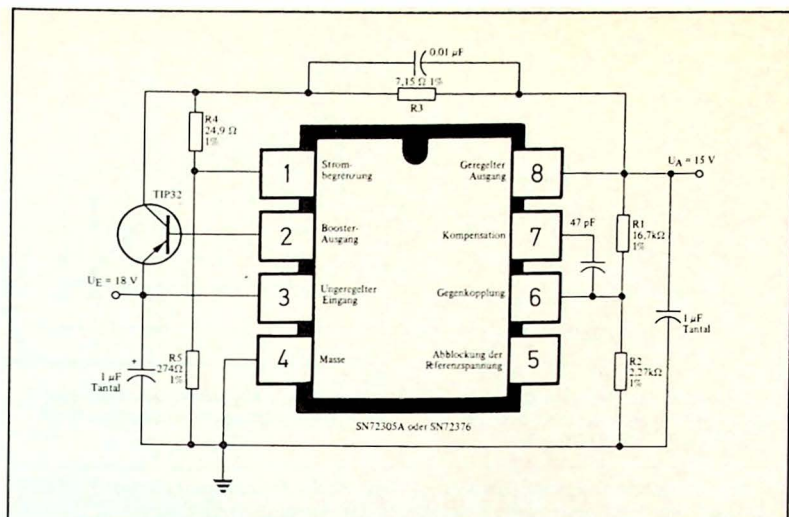 0.01 µF
7,15 Ω 1%
R3
R4
24,9 Ω
1%
TIP32
1
Strom-
begrenzung
2
Booster-
Ausgang
3
Ungeregelter
Eingang
4
Masse
Geregelter
Ausgang
8
Kompensation
7
Gegenkopplung
6
Abblockung der
Referenzspannung
5
47 pF
UA = 15 V
R1
16,7kΩ
1%
R2
2,27kΩ
1%
1 µF
Tantal
UE = 18 V
+
1 µF
Tantal
R5
274Ω
1%
SN72305A oder SN72376